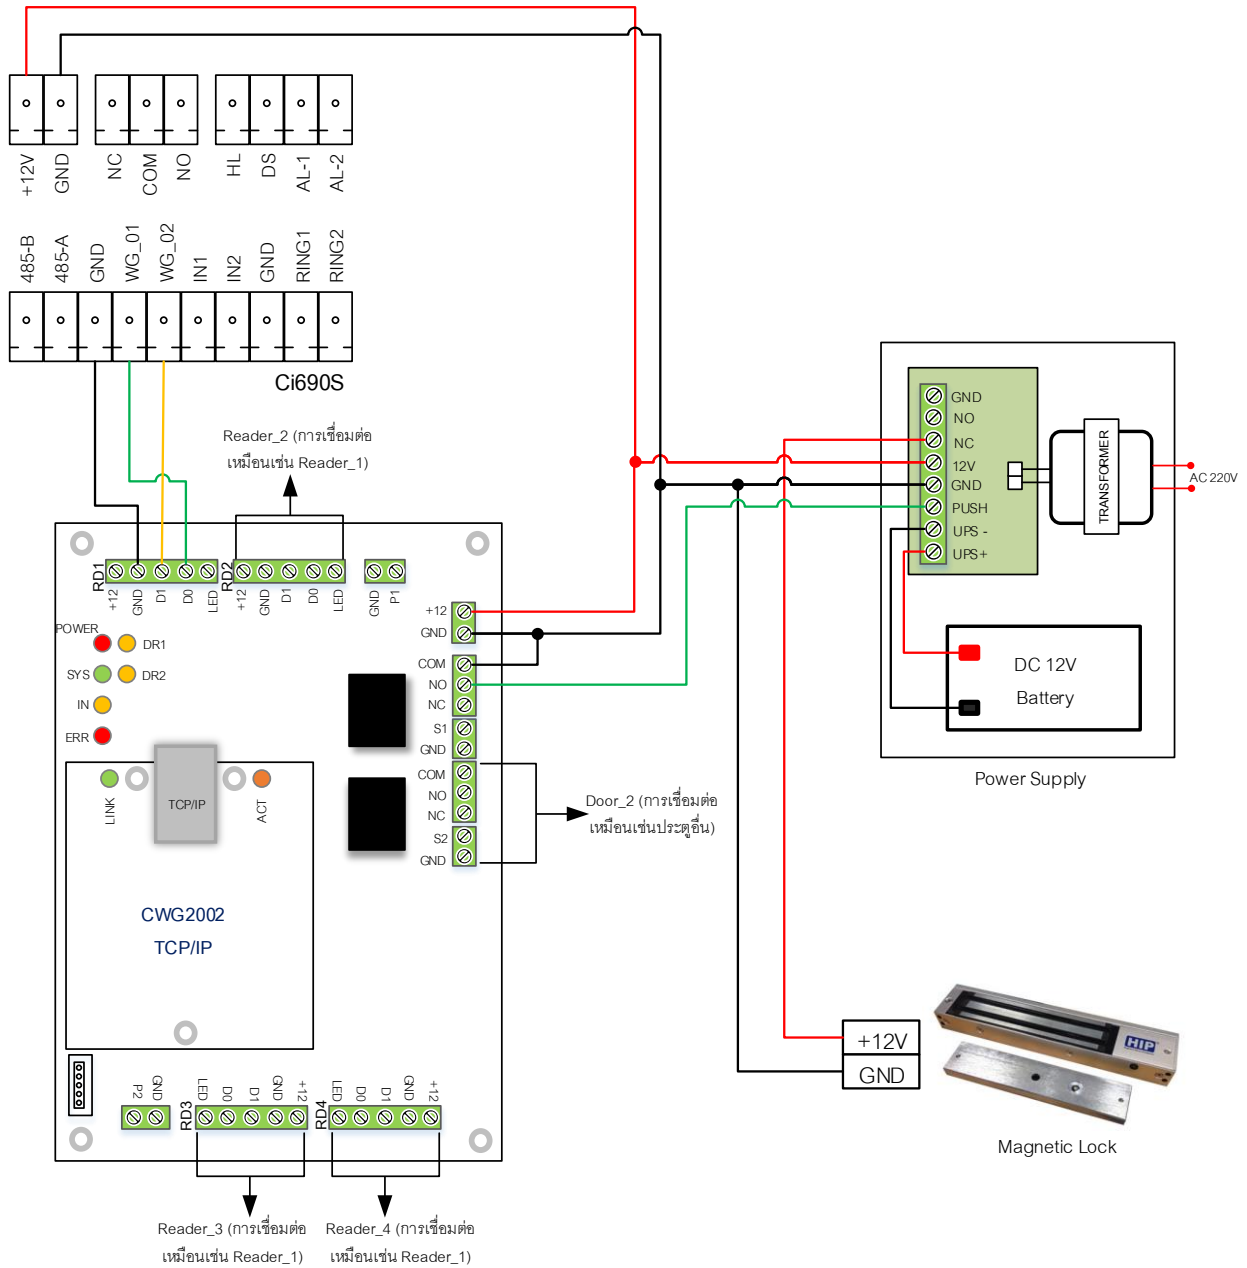 +12V
GND
NC
COM
NO
HL
DS
AL-1
AL-2
485-B
485-A
GND
WG_01
WG_02
IN1
IN2
GND
RING1
RING2
Ci690S
Reader_2 (การเชื่อมต่อ
เหมือนเช่น Reader_1)
RD1
+12
GND
D1
D0
LED
RD2
+12
GND
D1
D0
LED
GND
P1
POWER
DR1
SYS
DR2
IN
ERR
LINK
TCP/IP
ACT
CWG2002
TCP/IP
+12
GND
COM
NO
NC
S1
GND
COM
NO
NC
S2
GND
Door_2 (การเชื่อมต่อ
เหมือนเช่นประตูอื่น)
P2
GND
RD3
LED
D0
D1
GND
+12
RD4
LED
D0
D1
GND
+12
Reader_3 (การเชื่อมต่อ
เหมือนเช่น Reader_1)
Reader_4 (การเชื่อมต่อ
เหมือนเช่น Reader_1)
GND
NO
NC
12V
GND
PUSH
UPS -
UPS+
TRANSFORMER
AC 220V
DC 12V
Battery
Power Supply
+12V
GND
HIP
Magnetic Lock